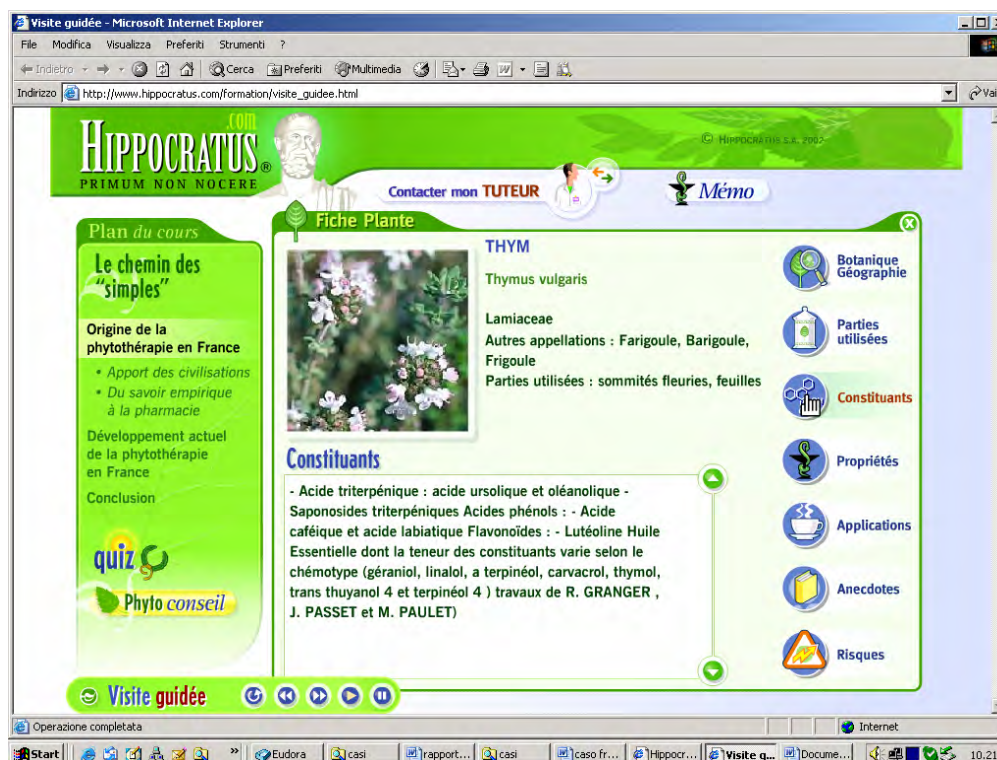 Visite guidée - Microsoft Internet Explorer
File Modifica Visualizza Preferiti Strumenti ?
Indietro Cerca Preferiti Multimedia
Indirizzo http://www.hippocratus.com/formation/visite_guidee.html Vai
.com
HIPPOCRATUS®
PRIMUM NON NOCERE
© HIPPOCRATUS S.A. 2002
Contacter mon TUTEUR
Mémo
Plan du cours
Le chemin des
"simples"
Origine de la
phytothérapie en France
• Apport des civilisations
• Du savoir empirique
à la pharmacie
Développement actuel
de la phytothérapie
en France
Conclusion
quiz
Phyto conseil
Fiche Plante
THYM
Thymus vulgaris
Lamiaceae
Autres appellations : Farigoule, Barigoule,
Frigoule
Parties utilisées : sommités fleuries, feuilles
Constituants
- Acide triterpénique : acide ursolique et oléanolique -
Saponosides triterpéniques Acides phénols : - Acide
caféique et acide labiatique Flavonoïdes : - Lutéoline Huile
Essentielle dont la teneur des constituants varie selon le
chémotype (géraniol, linalol, a terpinéol, carvacrol, thymol,
trans thuyanol 4 et terpinéol 4 ) travaux de R. GRANGER ,
J. PASSET et M. PAULET)
Botanique
Géographie
Parties
utilisées
Constituants
Propriétés
Applications
Anecdotes
Risques
Visite guidée
Operazione completata Internet
Start » Eudora casi rapport... casi caso fr... Hippocr... Visite g... Docume... 10.21